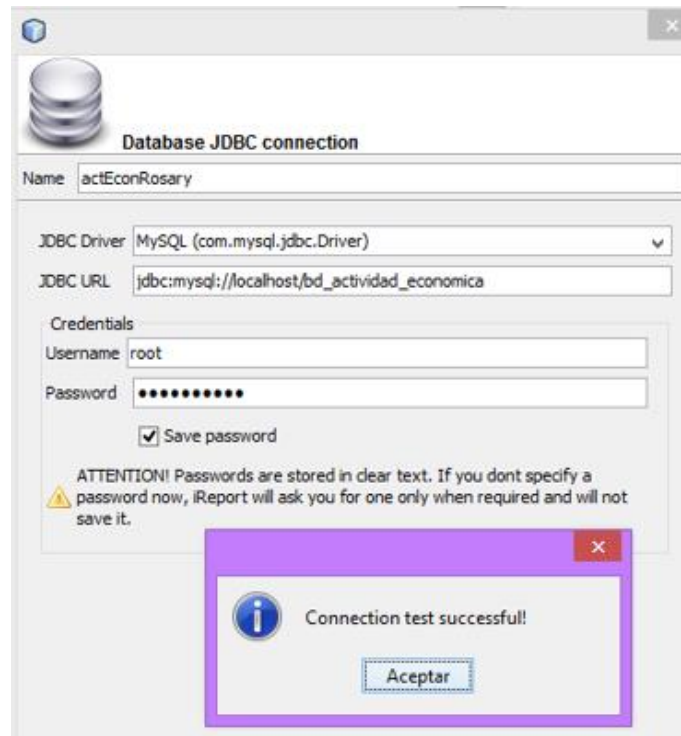 Database JDBC connection
Name actEconRosary
JDBC Driver MySQL (com.mysql.jdbc.Driver)
JDBC URL jdbc:mysql://localhost/bd_actividad_economica
Credentials
Username root
Password ●●●●●●●●●●
Save password
ATTENTION! Passwords are stored in clear text. If you dont specify a
password now, iReport will ask you for one only when required and will not
save it.
Connection test successful!
Aceptar